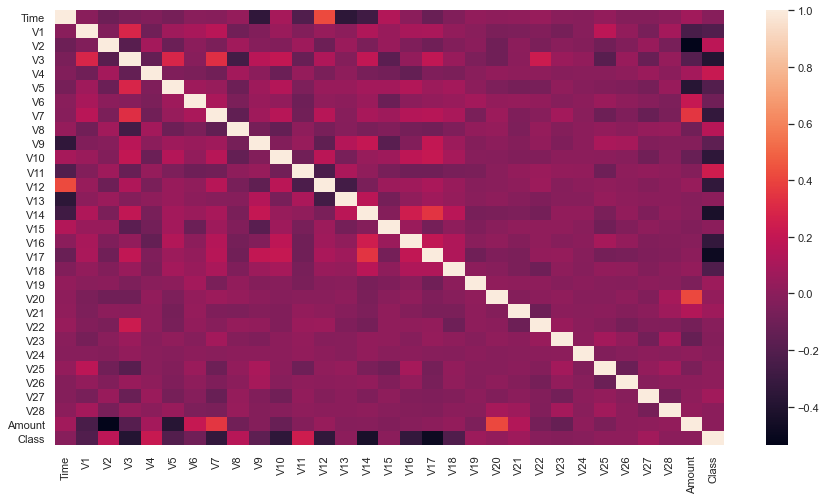 Time
V1
V2
V3
V4
V5
V6
V7
V8
V9
V10
V11
V12
V13
V14
V15
V16
V17
V18
V19
V20
V21
V22
V23
V24
V25
V26
V27
V28
Amount
Class
Time V1 V2 V3 V4 V5 V6 V7 V8 V9 V10 V11 V12 V13 V14 V15 V16 V17 V18 V19 V20 V21 V22 V23 V24 V25 V26 V27 V28 Amount Class
1.0
0.8
0.6
0.4
0.2
0.0
−0.2
−0.4